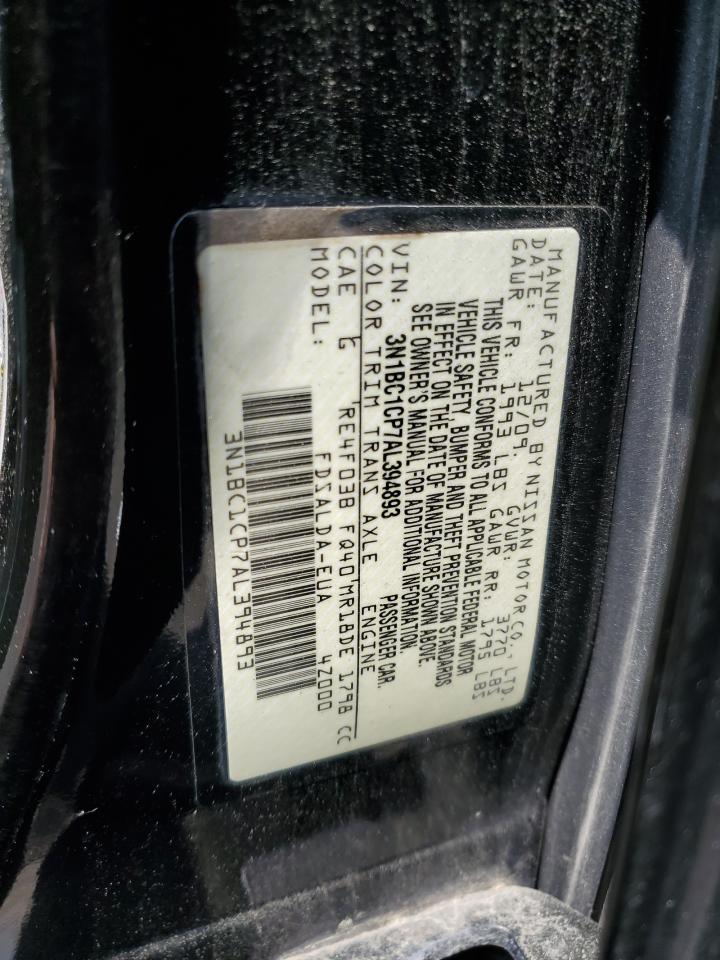 MANUFACTURED BY NISSAN MOTOR CO., LTD.
DATE: 12/09. GVWR: 3770 LBS.
GAWR FR: 1993 LBS GAWR RR: 1795 LBS
THIS VEHICLE CONFORMS TO ALL APPLICABLE FEDERAL MOTOR
VEHICLE SAFETY, BUMPER AND THEFT PREVENTION STANDARDS
IN EFFECT ON THE DATE OF MANUFACTURE SHOWN ABOVE.
SEE OWNER'S MANUAL FOR ADDITIONAL INFORMATION.
VIN: 3N1BC1CP7AL394893 PASSENGER CAR.
COLOR TRIM TRANS AXLE ENGINE
CAE G RE4F03B FQ40 MR18DE 1798 CC
MODEL: FDSALDA-EUA 4Z000
3N1BC1CP7AL394893